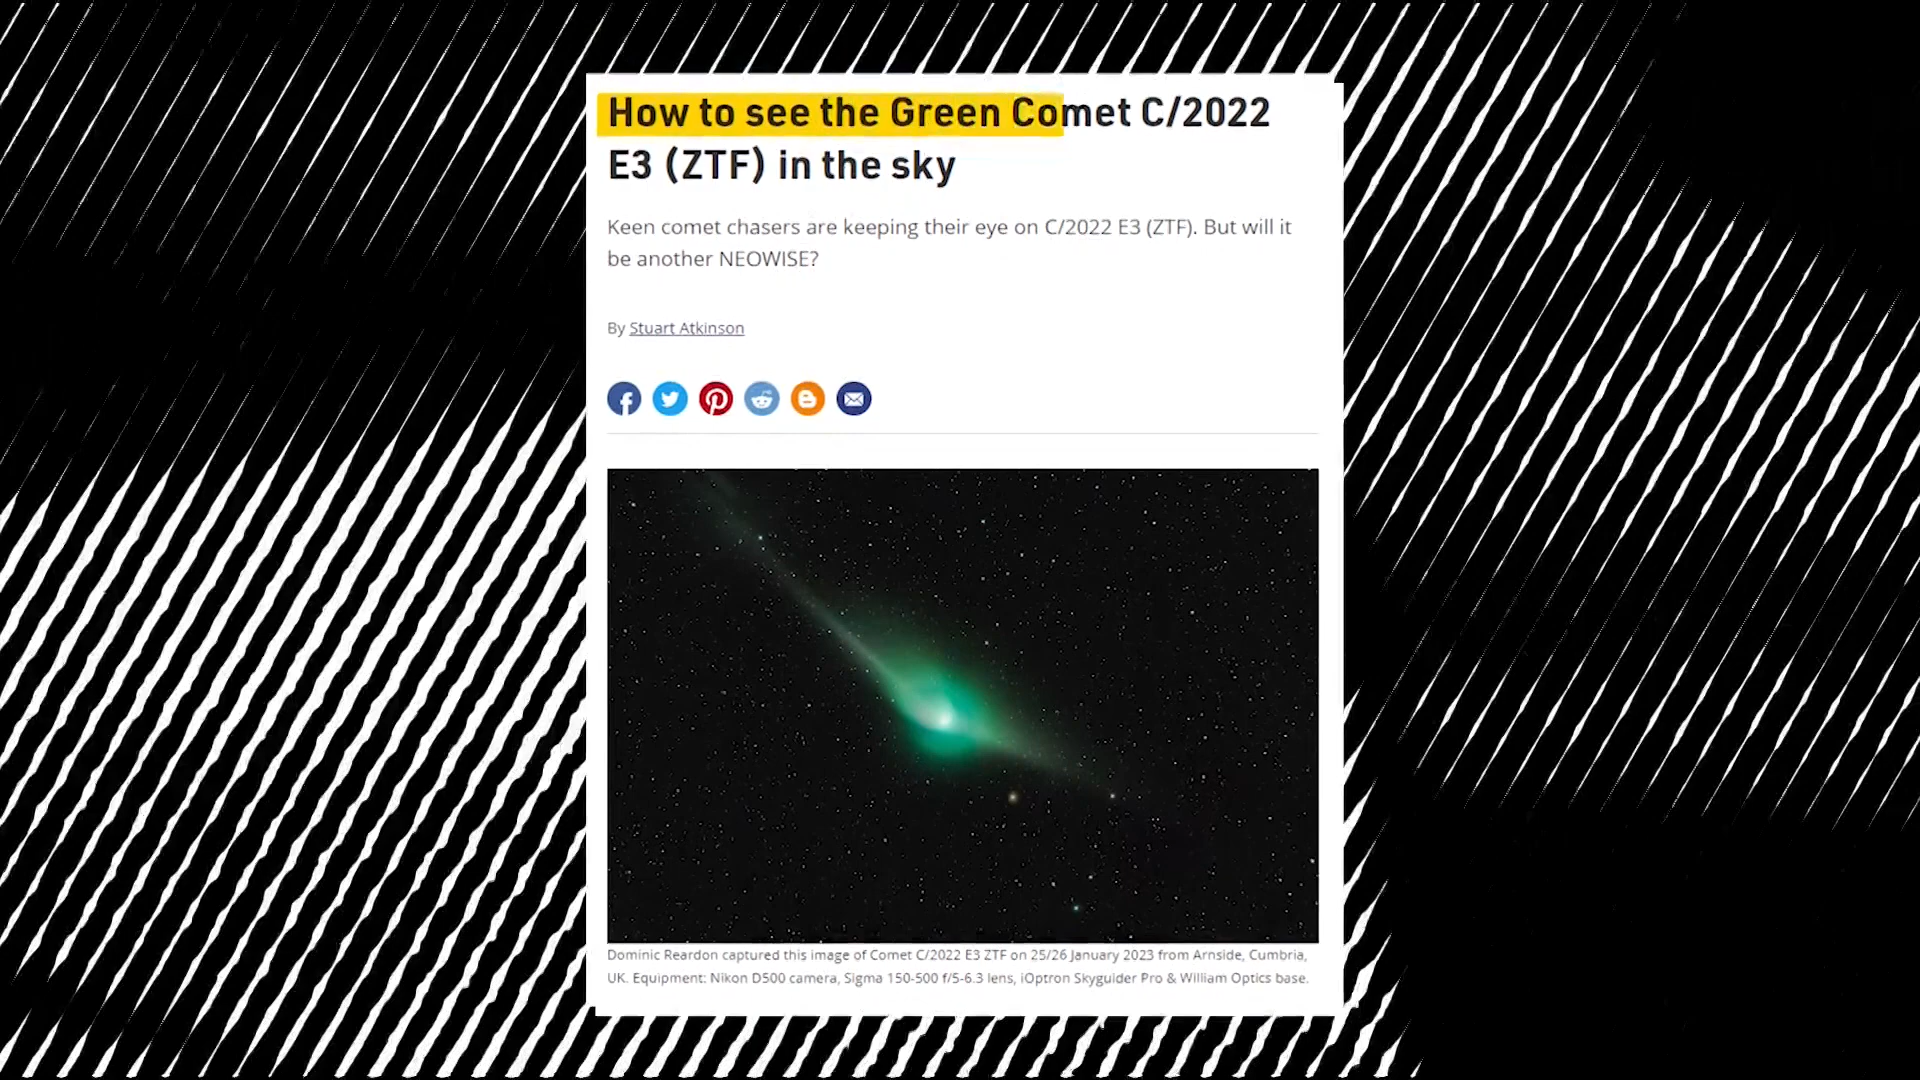 How to see the Green Comet C/2022
E3 (ZTF) in the sky
Keen comet chasers are keeping their eye on C/2022 E3 (ZTF). But will it
be another NEOWISE?
By Stuart Atkinson
Dominic Reardon captured this image of Comet C/2022 E3 ZTF on 25/26 January 2023 from Arnside, Cumbria,
UK. Equipment: Nikon D500 camera, Sigma 150-500 f/5-6.3 lens, iOptron Skyguider Pro & William Optics base.